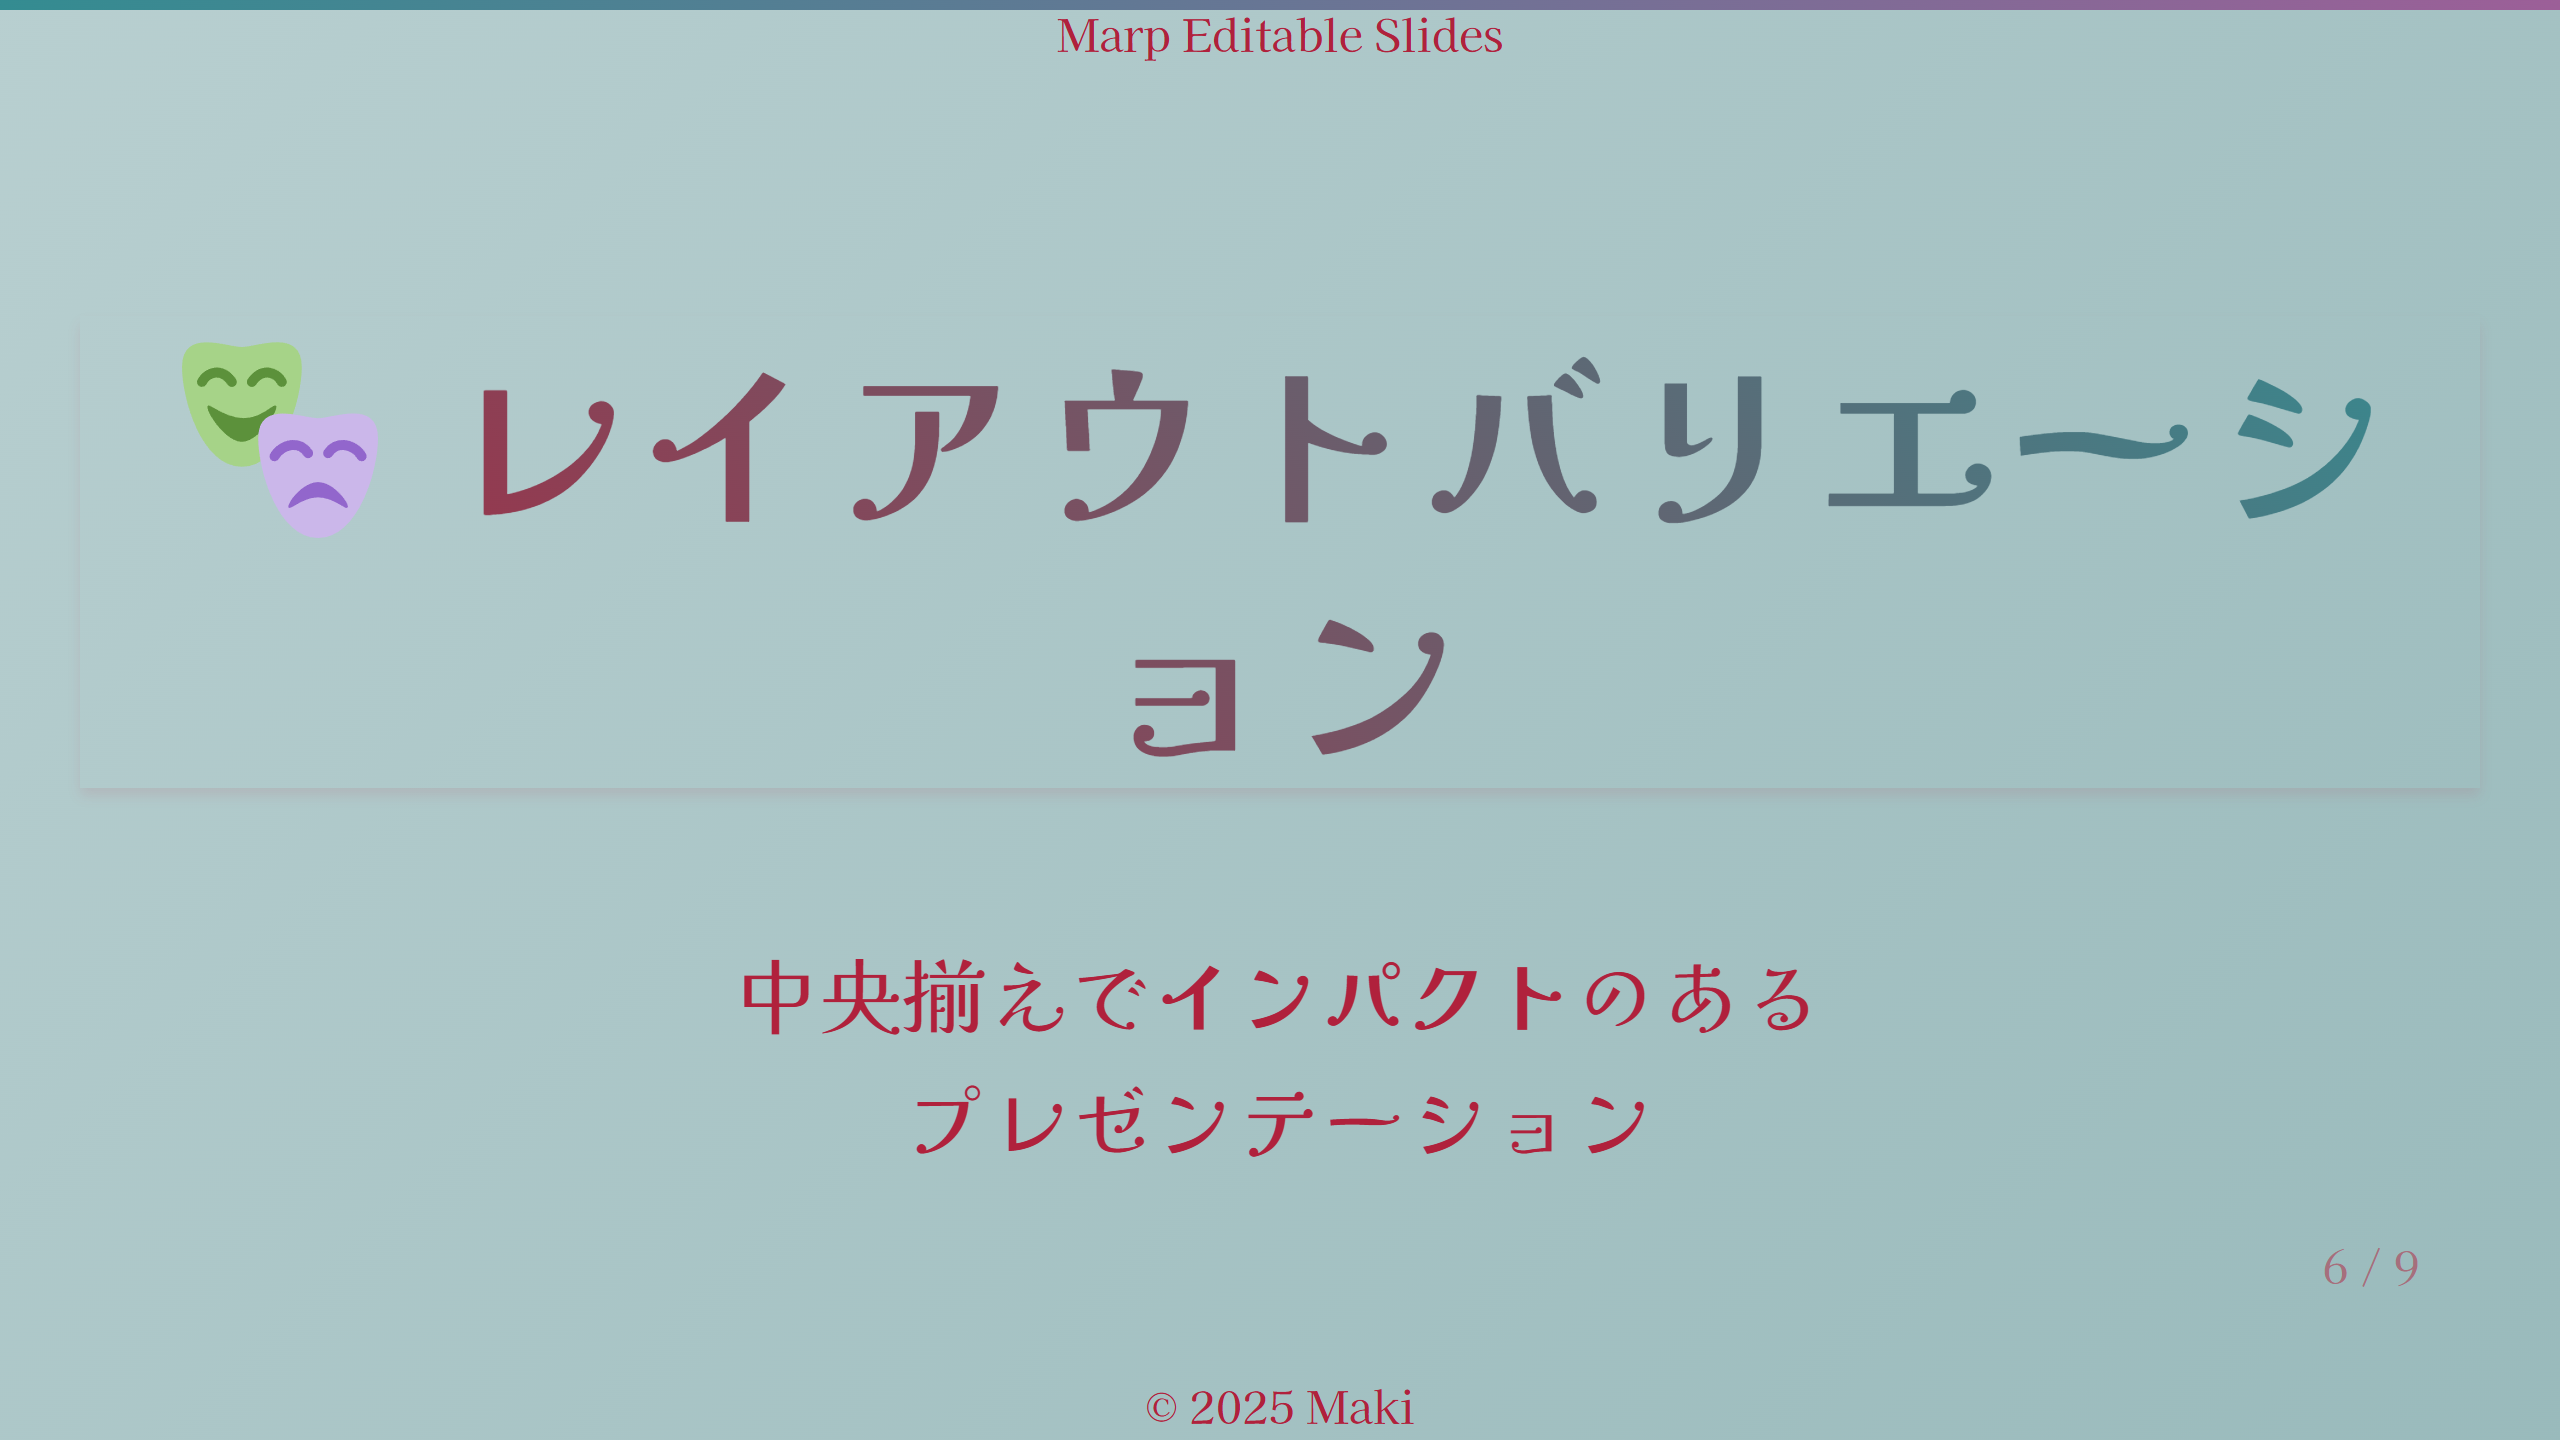 Marp Editable Slides
🎭 レイアウトバリエーシ
ョン
中央揃えでインパクトのある
プレゼンテーション
6 / 9
© 2025 Maki